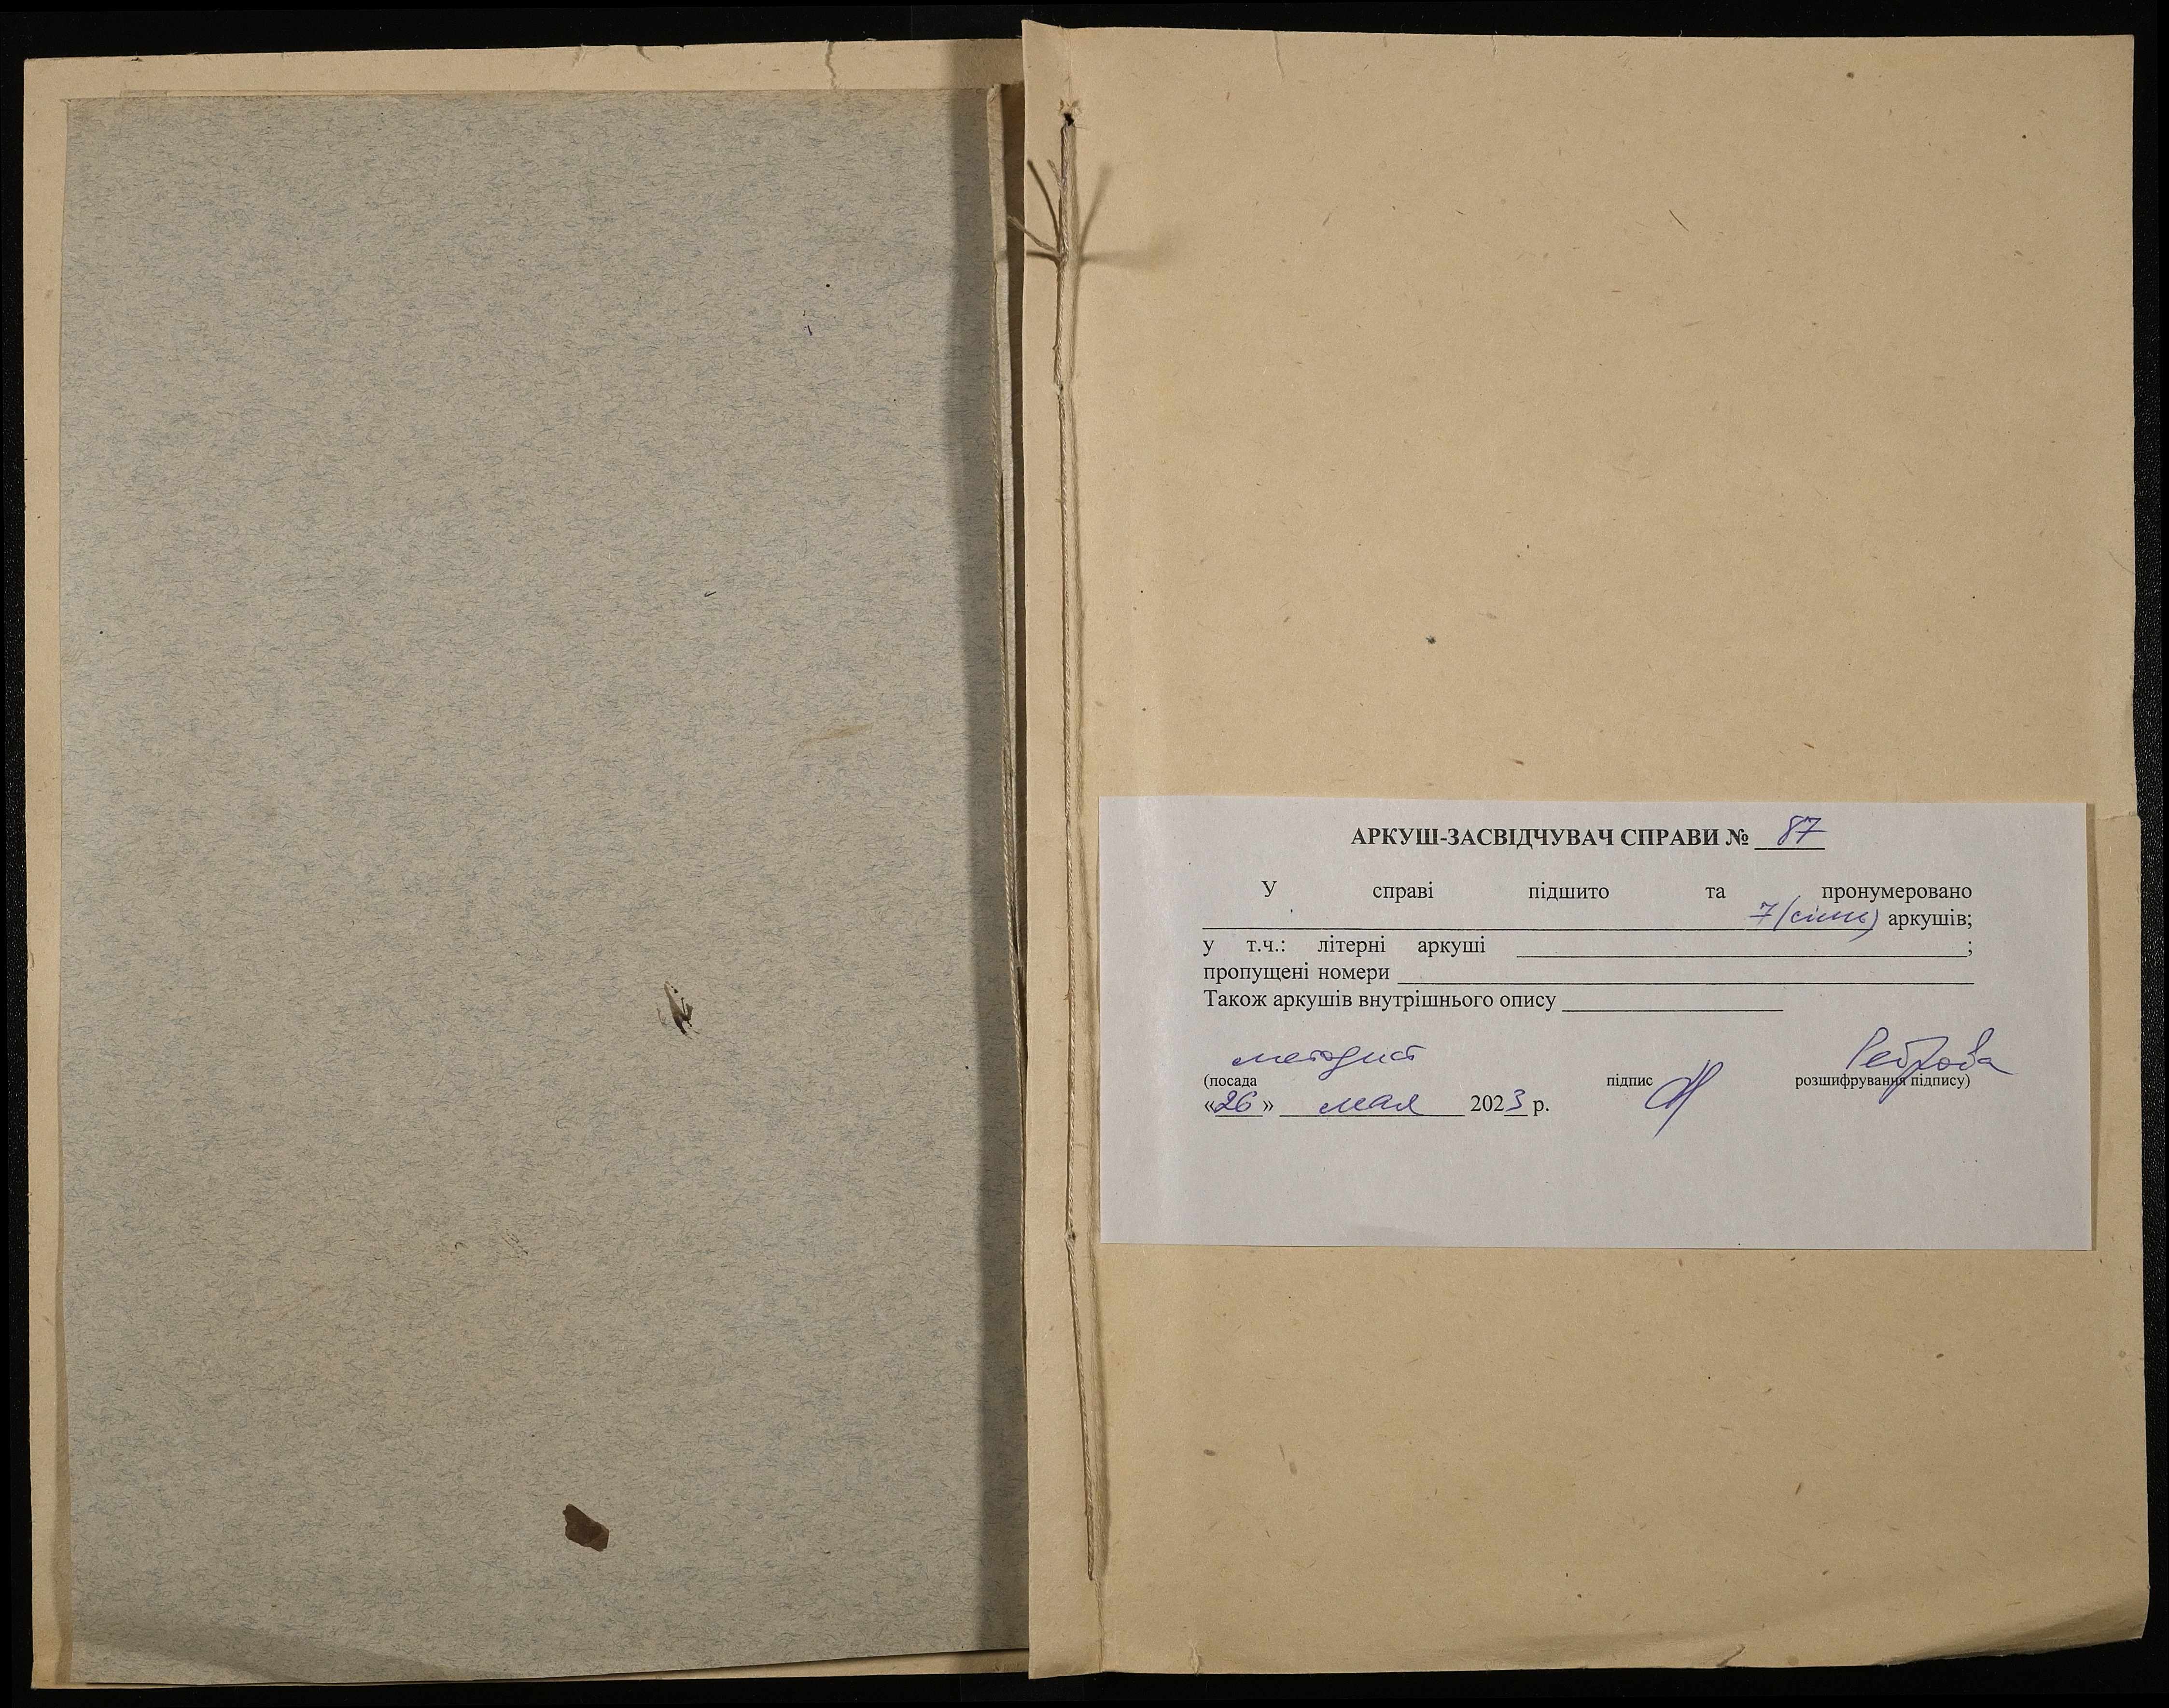 АРКУШ-ЗАСВІДЧУВАЧ СПРАВИ № 87
У справі підшито та пронумеровано
7 (сімь) аркушів;
у т.ч.: літерні аркуші ;
пропущені номери
Також аркушів внутрішнього опису
методист Реброва
(посада підпис розшифрування підпису)
«26» мая 2023 р.